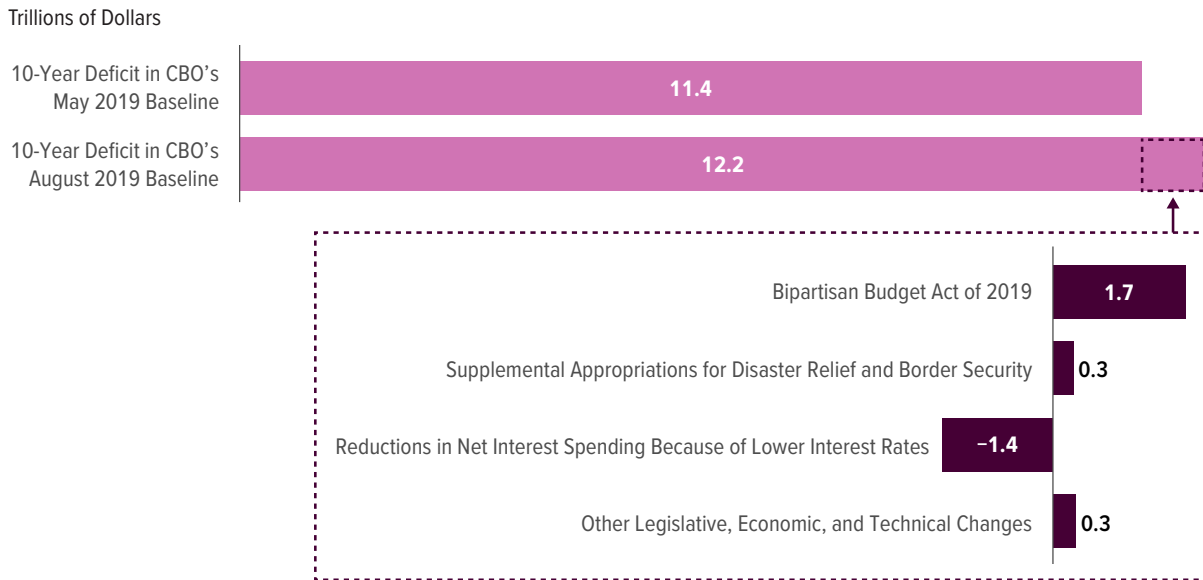 Trillions of Dollars
10-Year Deficit in CBO’s
May 2019 Baseline
11.4
10-Year Deficit in CBO’s
August 2019 Baseline
12.2
Bipartisan Budget Act of 2019
1.7
Supplemental Appropriations for Disaster Relief and Border Security
0.3
Reductions in Net Interest Spending Because of Lower Interest Rates
−1.4
Other Legislative, Economic, and Technical Changes
0.3